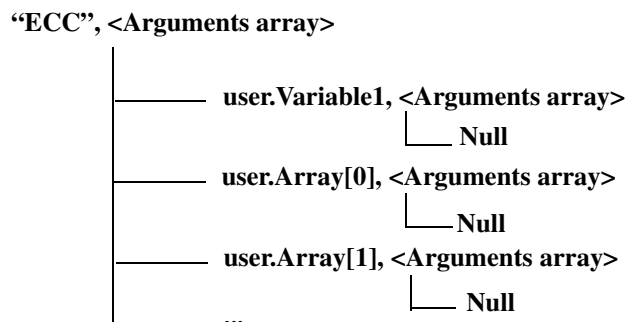 “ECC”, <Arguments array>
user.Variable1, <Arguments array>
Null
user.Array[0], <Arguments array>
Null
user.Array[1], <Arguments array>
Null
...